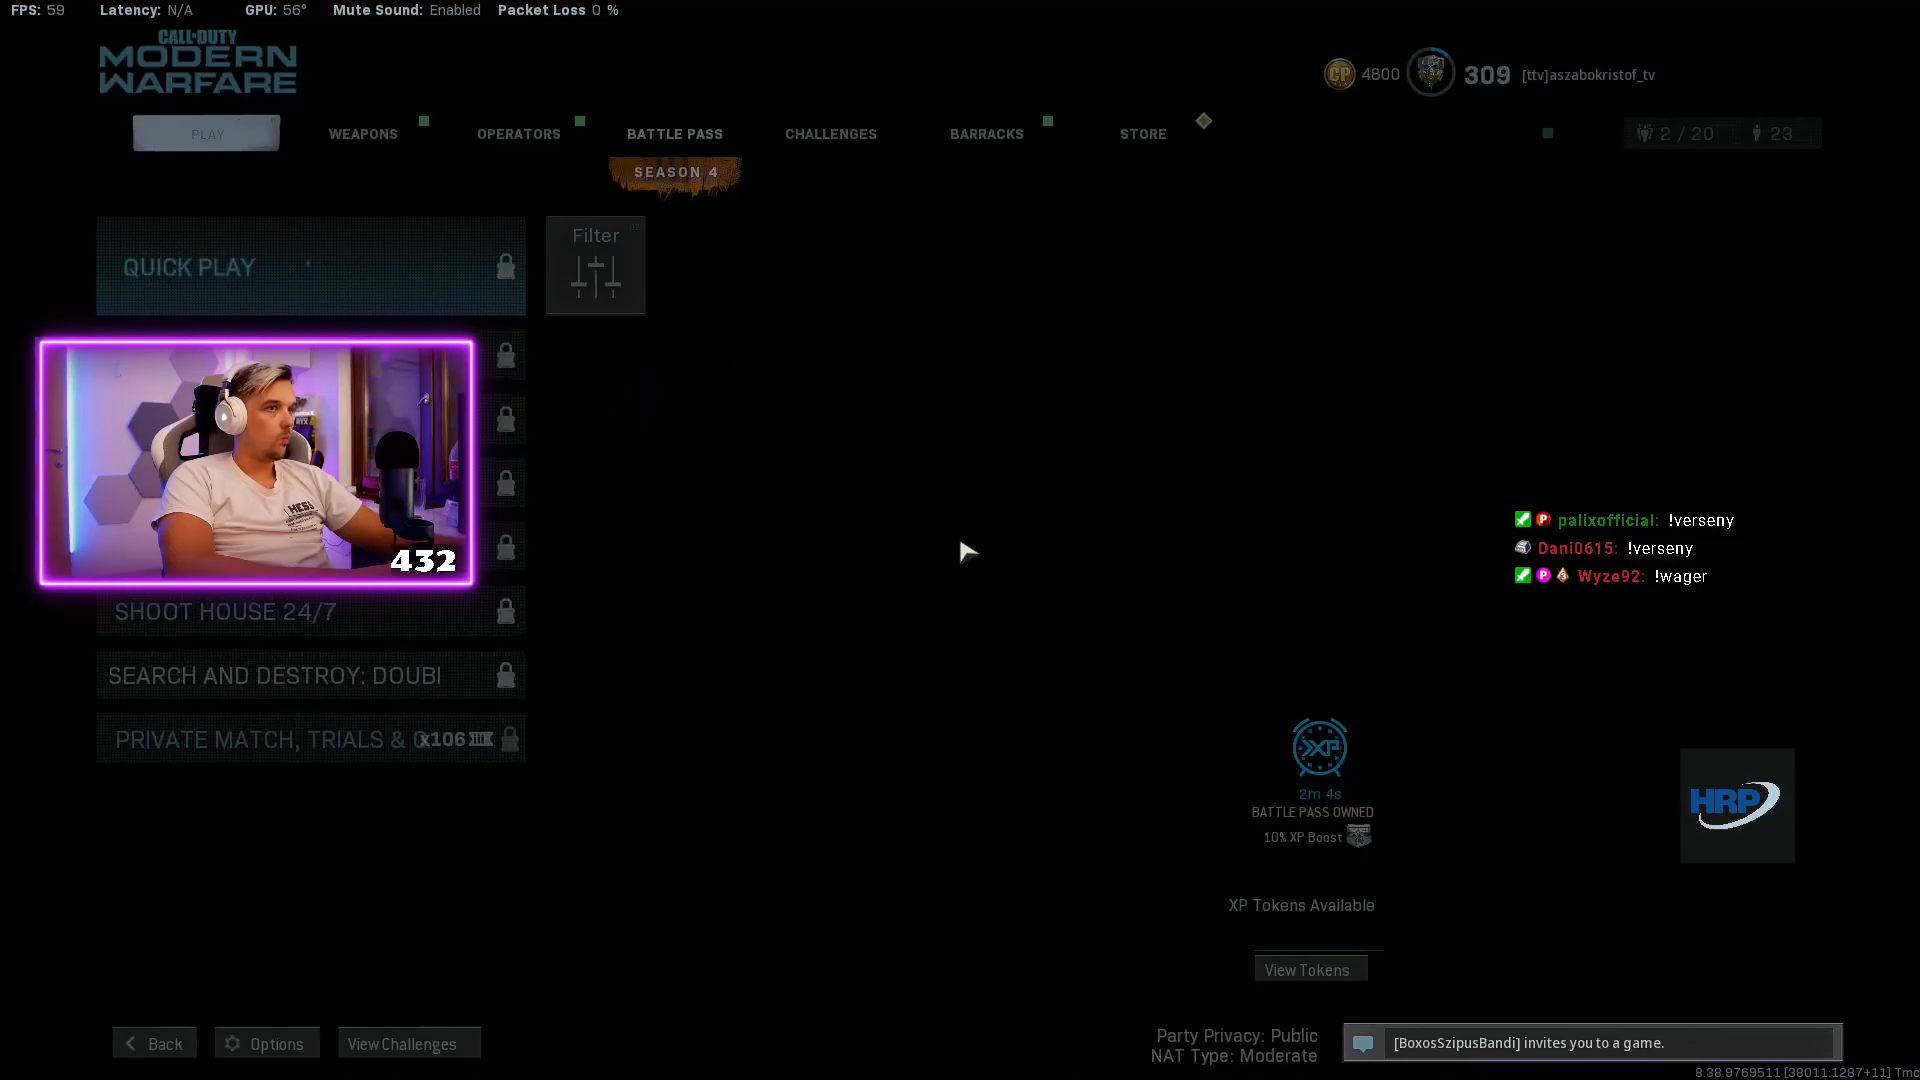 FPS: 59 Latency: N/A GPU: 56° Mute Sound: Enabled Packet Loss 0 %
CALL OF DUTY
MODERN
WARFARE
CP 4800 309 [ttv]aszabokristof_tv
PLAY WEAPONS OPERATORS BATTLE PASS CHALLENGES BARRACKS STORE 2 / 20 23
SEASON 4
QUICK PLAY
Filter
HESS
432
palixofficial: !verseny
Dani0615: !verseny
Wyze92: !wager
SHOOT HOUSE 24/7
SEARCH AND DESTROY: DOUBL
PRIVATE MATCH, TRIALS & x106
XP
2m 4s
BATTLE PASS OWNED
10% XP Boost
HRP
XP Tokens Available
View Tokens
Back Options View Challenges
Party Privacy: Public
NAT Type: Moderate
[BoxosSzipusBandi] invites you to a game.
8.38.9769511 [38011:1287+11] Tmc